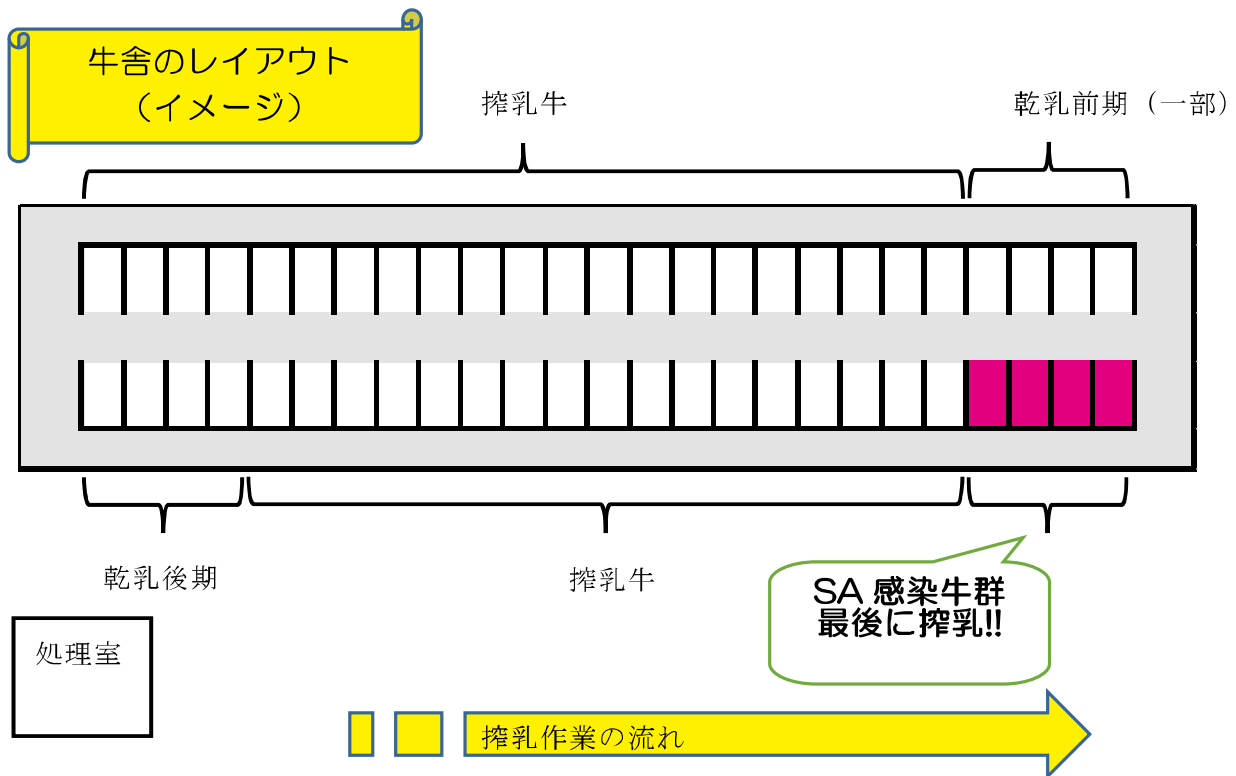 牛舎のレイアウト
（イメージ）
搾乳牛
乾乳前期（一部）
乾乳後期
搾乳牛
SA 感染牛群
最後に搾乳!!
処理室
搾乳作業の流れ